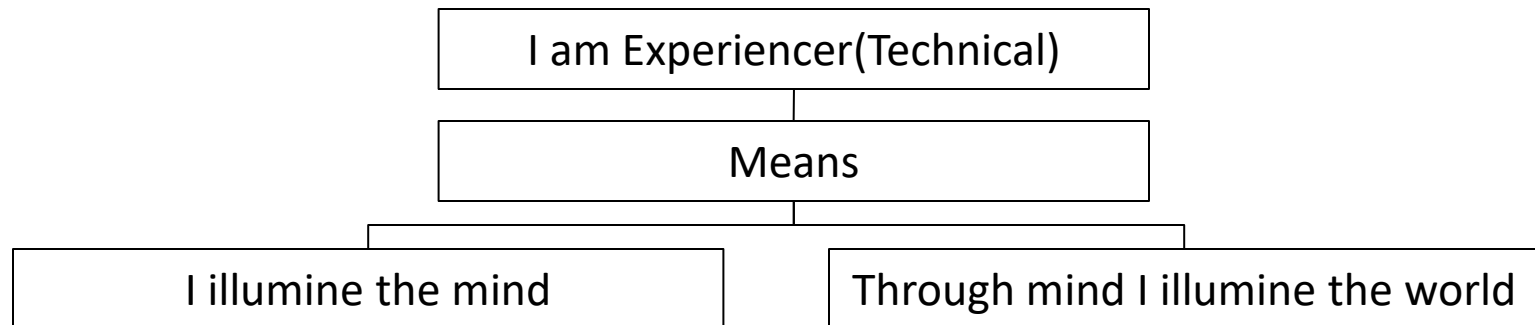 I am Experiencer(Technical)
Means
I illumine the mind
Through mind I illumine the world